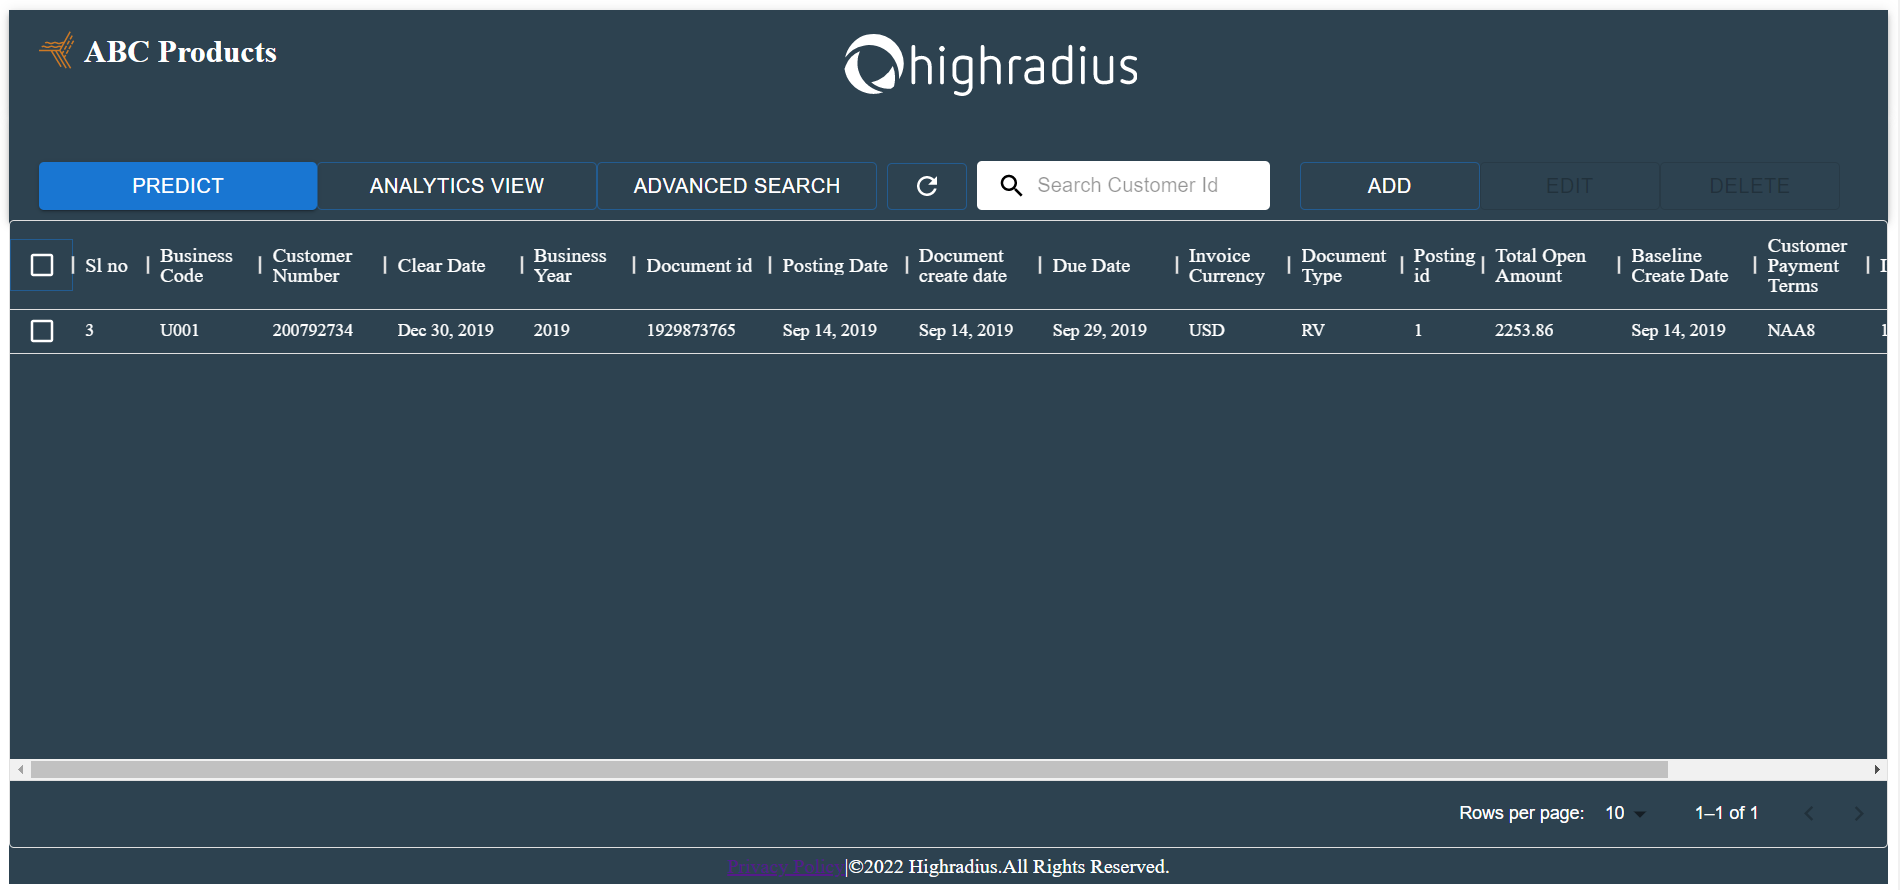 ABC Products
highradius
PREDICT ANALYTICS VIEW ADVANCED SEARCH Search Customer Id ADD EDIT DELETE
Sl no Business Code Customer Number Clear Date Business Year Document id Posting Date Document create date Due Date Invoice Currency Document Type Posting id Total Open Amount Baseline Create Date Customer Payment Terms
3 U001 200792734 Dec 30, 2019 2019 1929873765 Sep 14, 2019 Sep 14, 2019 Sep 29, 2019 USD RV 1 2253.86 Sep 14, 2019 NAA8 1
Rows per page: 10 1–1 of 1
Privacy Policy|©2022 Highradius.All Rights Reserved.